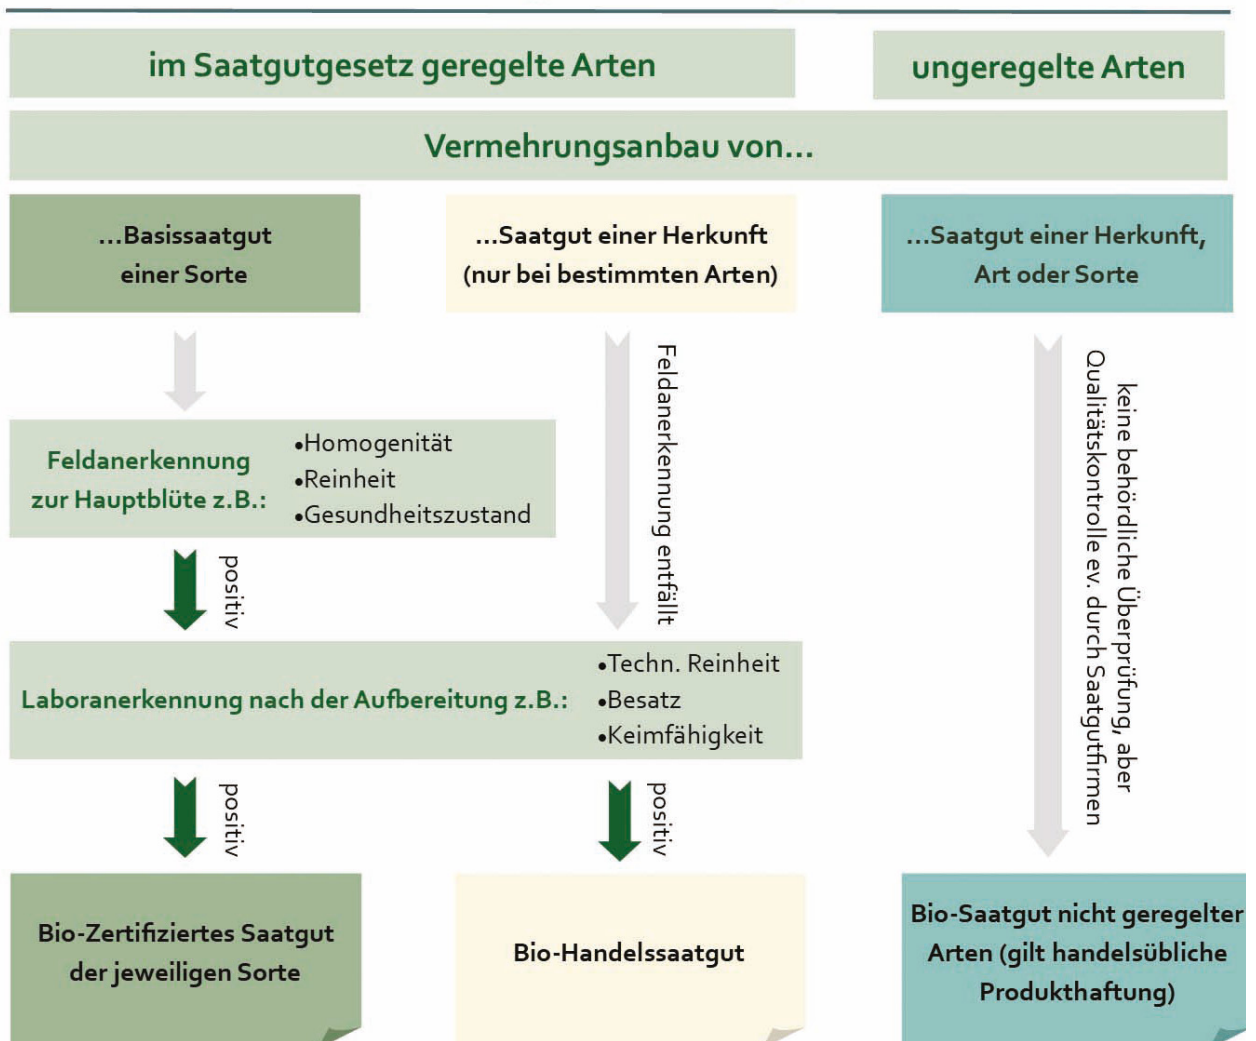 im Saatgutgesetz geregelte Arten
ungeregelte Arten
Vermehrungsanbau von...
...Basissaatgut
einer Sorte
...Saatgut einer Herkunft
(nur bei bestimmten Arten)
...Saatgut einer Herkunft,
Art oder Sorte
Feldanerkennung
zur Hauptblüte z.B.:
•Homogenität
•Reinheit
•Gesundheitszustand
positiv
Feldanerkennung entfällt
keine behördliche Überprüfung, aber
Qualitätskontrolle ev. durch Saatgutfirmen
Laboranerkennung nach der Aufbereitung z.B.:
•Techn. Reinheit
•Besatz
•Keimfähigkeit
positiv
positiv
Bio-Zertifiziertes Saatgut
der jeweiligen Sorte
Bio-Handelssaatgut
Bio-Saatgut nicht geregelter
Arten (gilt handelsübliche
Produkthaftung)